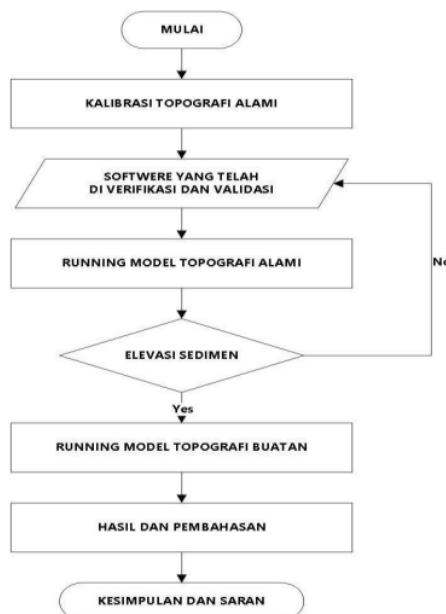 MULAI
KALIBRASI TOPOGRAFI ALAMI
SOFTWERE YANG TELAH
DI VERIFIKASI DAN VALIDASI
RUNNING MODEL TOPOGRAFI ALAMI
No
ELEVASI SEDIMEN
Yes
RUNNING MODEL TOPOGRAFI BUATAN
HASIL DAN PEMBAHASAN
KESIMPULAN DAN SARAN